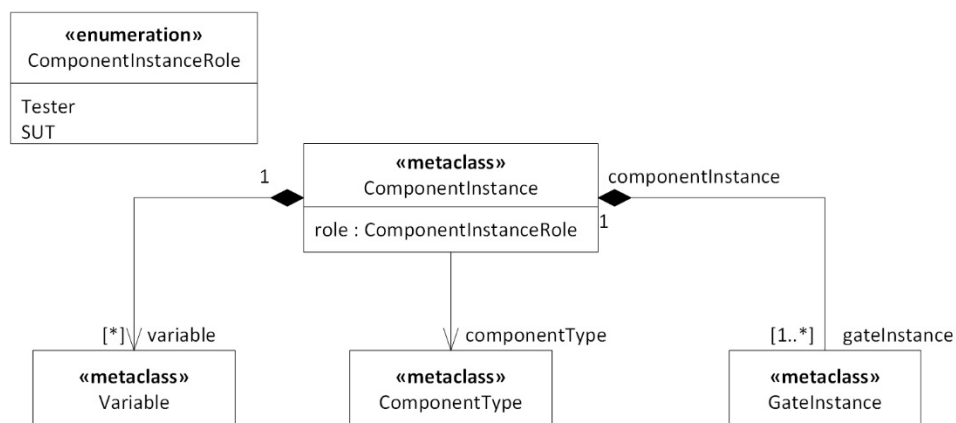 «enumeration»
ComponentInstanceRole
Tester
SUT
«metaclass»
ComponentInstance
role : ComponentInstanceRole
1
componentInstance
1
[*] variable
componentType
[1..*] gateInstance
«metaclass»
Variable
«metaclass»
ComponentType
«metaclass»
GateInstance